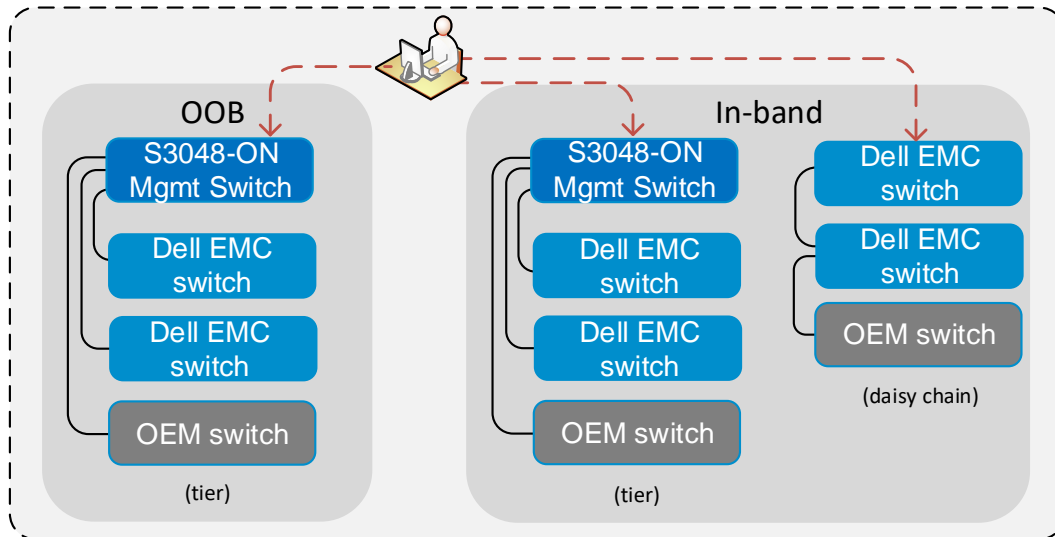 OOB
S3048-ON
Mgmt Switch
Dell EMC
switch
Dell EMC
switch
OEM switch
(tier)
In-band
S3048-ON
Mgmt Switch
Dell EMC
switch
Dell EMC
switch
OEM switch
(tier)
Dell EMC
switch
Dell EMC
switch
OEM switch
(daisy chain)